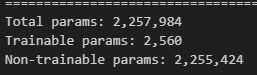 Total params: 2,257,984
Trainable params: 2,560
Non-trainable params: 2,255,424